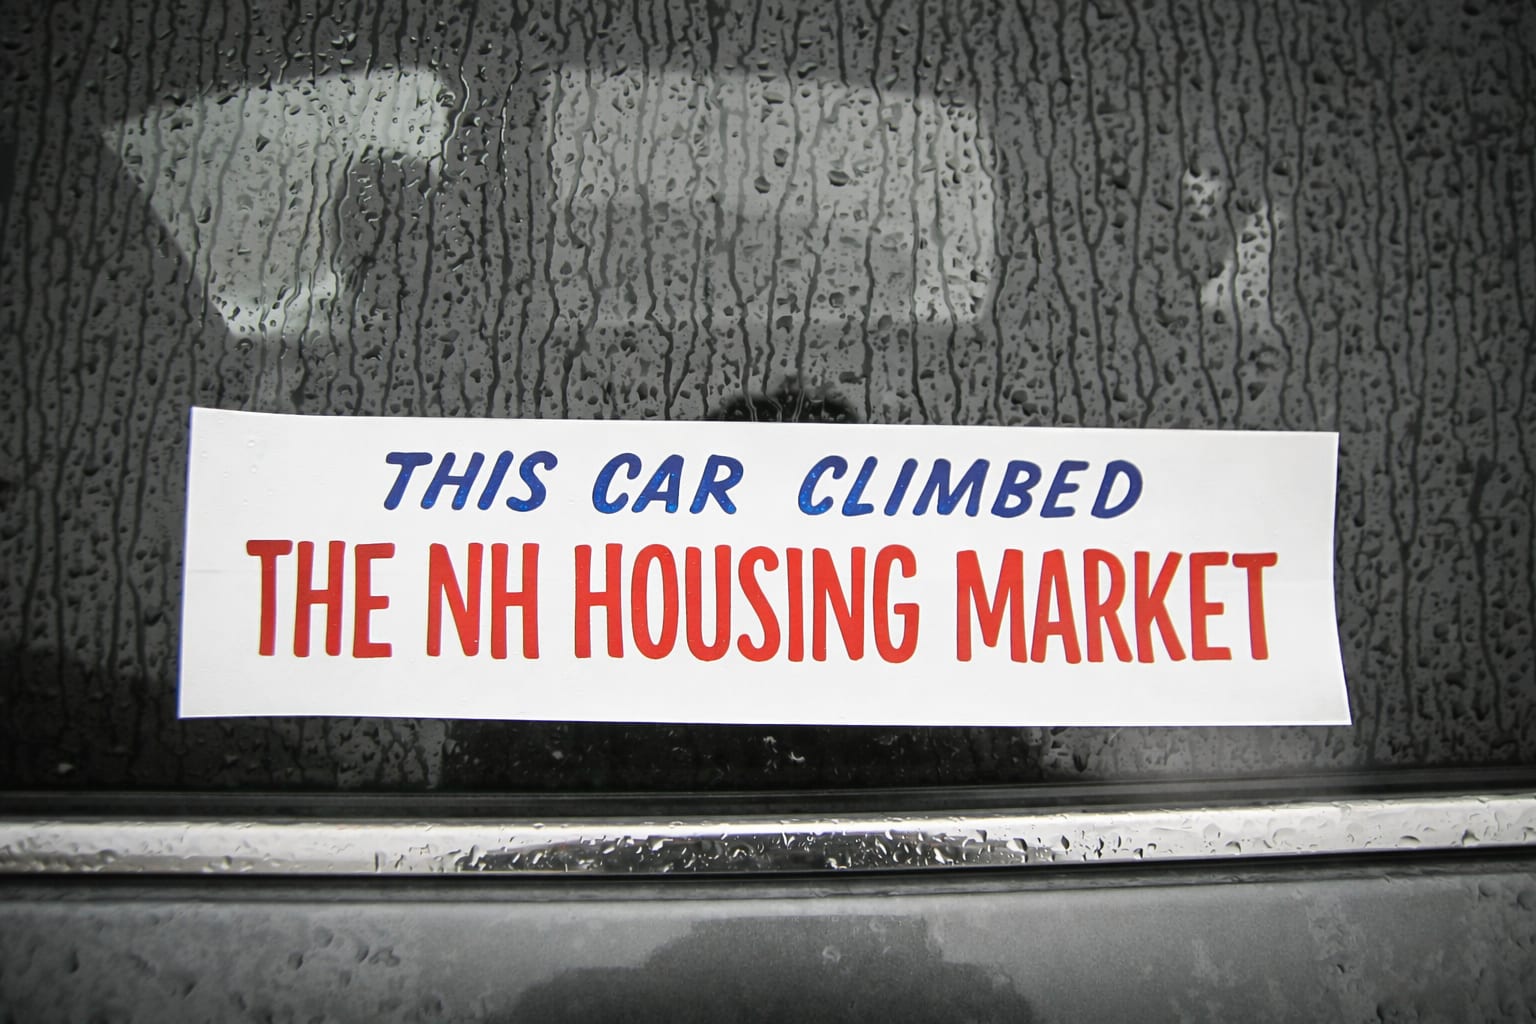 THIS CAR CLIMBED
THE NH HOUSING MARKET